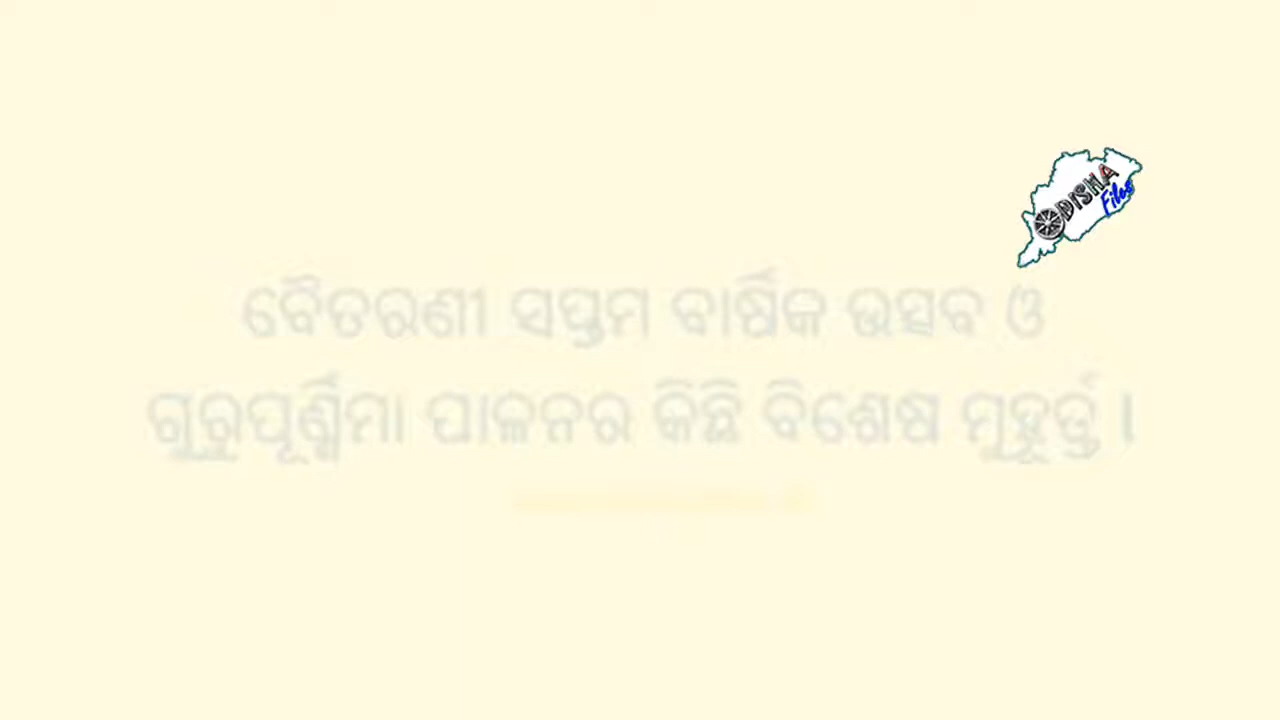 ODISHA
Files
ବୈତରଣୀ ସପ୍ତମ ବାର୍ଷିକ ଉତ୍ସବ ଓ
ଗୁରୁପୂର୍ଣ୍ଣିମା ପାଳନର କିଛି ବିଶେଷ ମୁହୂର୍ତ୍ତ ।